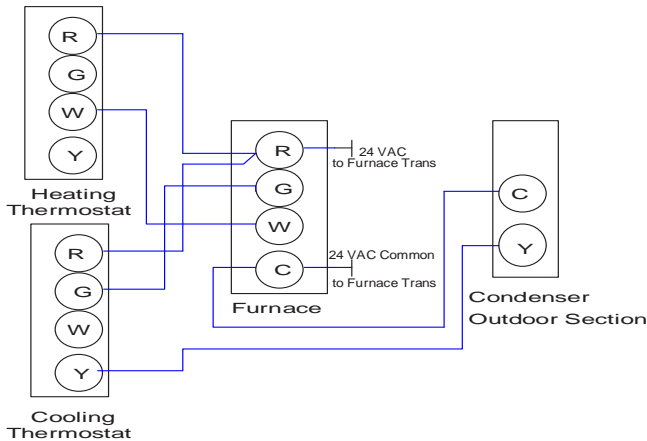 R
G
W
Y
Heating
Thermostat
R
G
W
Y
Cooling
Thermostat
R
G
W
C
Furnace
24 VAC
to Furnace Trans
24 VAC Common
to Furnace Trans
C
Y
Condenser
Outdoor Section